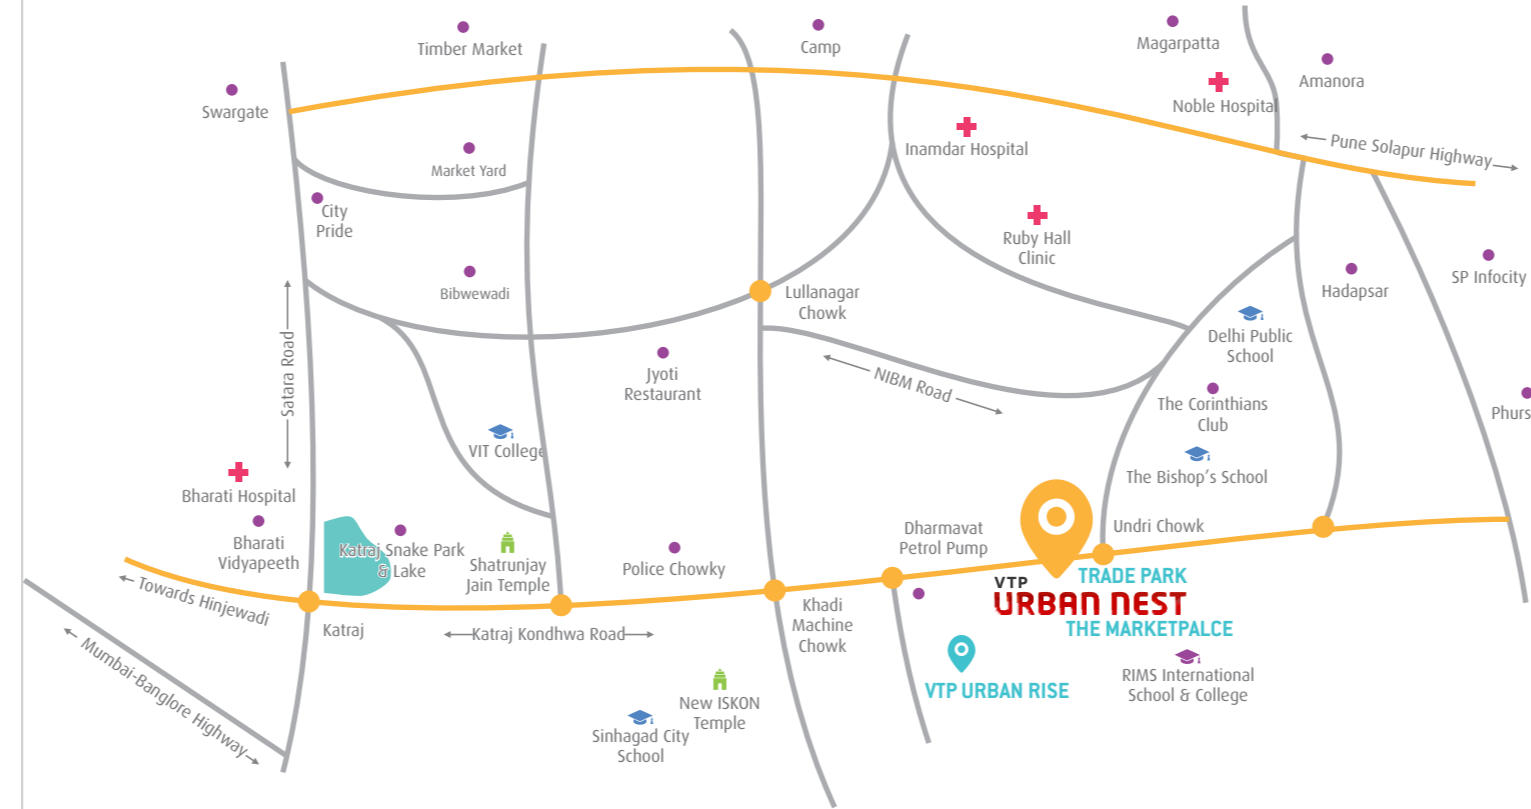 Timber Market
Camp
Magarpatta
Amanora
Swargate
Noble Hospital
Inamdar Hospital
Pune Solapur Highway
Market Yard
City
Pride
Ruby Hall
Clinic
SP Infocity
Bibwewadi
Lullanagar
Chowk
Hadapsar
Delhi Public
School
Satara Road
Jyoti
Restaurant
NIBM Road
The Corinthians
Club
Phurs
VIT College
The Bishop's School
Bharati Hospital
Bharati
Vidyapeeth
Katraj Snake Park
& Lake
Shatrunjay
Jain Temple
Police Chowky
Dharmavat
Petrol Pump
Undri Chowk
Towards Hinjewadi
VTP
URBAN NEST
TRADE PARK
THE MARKETPALCE
Katraj
Katraj Kondhwa Road
Khadi
Machine
Chowk
Mumbai-Banglore Highway
VTP URBAN RISE
RIMS International
School & College
New ISKON
Temple
Sinhagad City
School